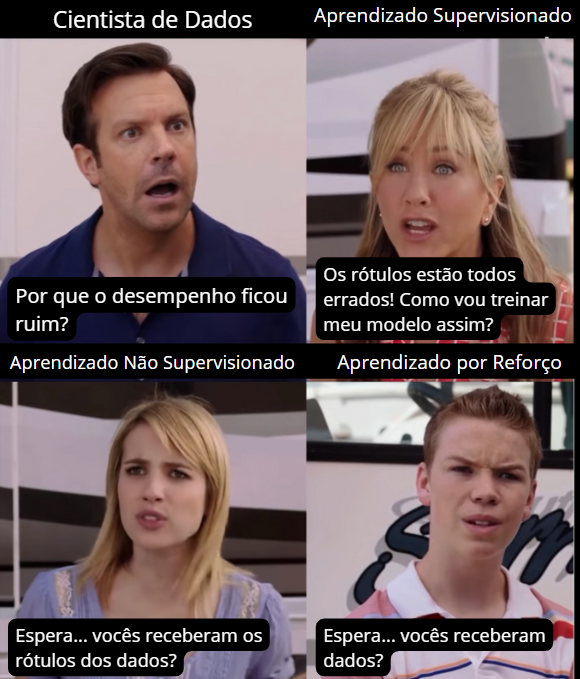 Cientista de Dados
Aprendizado Supervisionado
Por que o desempenho ficou
ruim?
Os rótulos estão todos
errados! Como vou treinar
meu modelo assim?
Aprendizado Não Supervisionado
Aprendizado por Reforço
Espera... vocês receberam os
rótulos dos dados?
Espera... vocês receberam
dados?